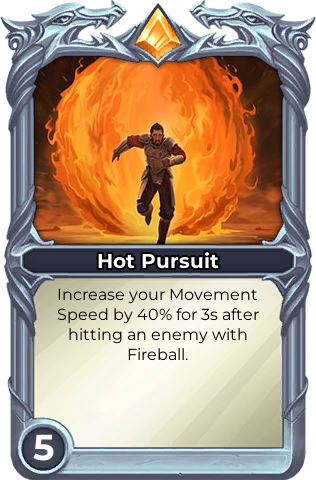 Hot Pursuit
Increase your Movement
Speed by 40% for 3s after
hitting an enemy with
Fireball.
5